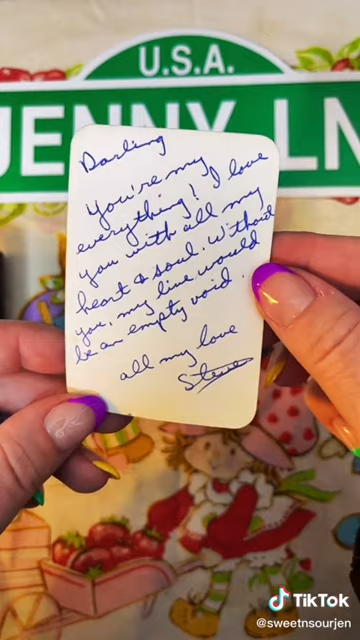 U.S.A.
JENNY LN
Darling
You're my
everything! I love
you with all my
heart & soul. Without
you, my live would
be an empty void.
all my love
Steve
TikTok
@sweetnsourjen